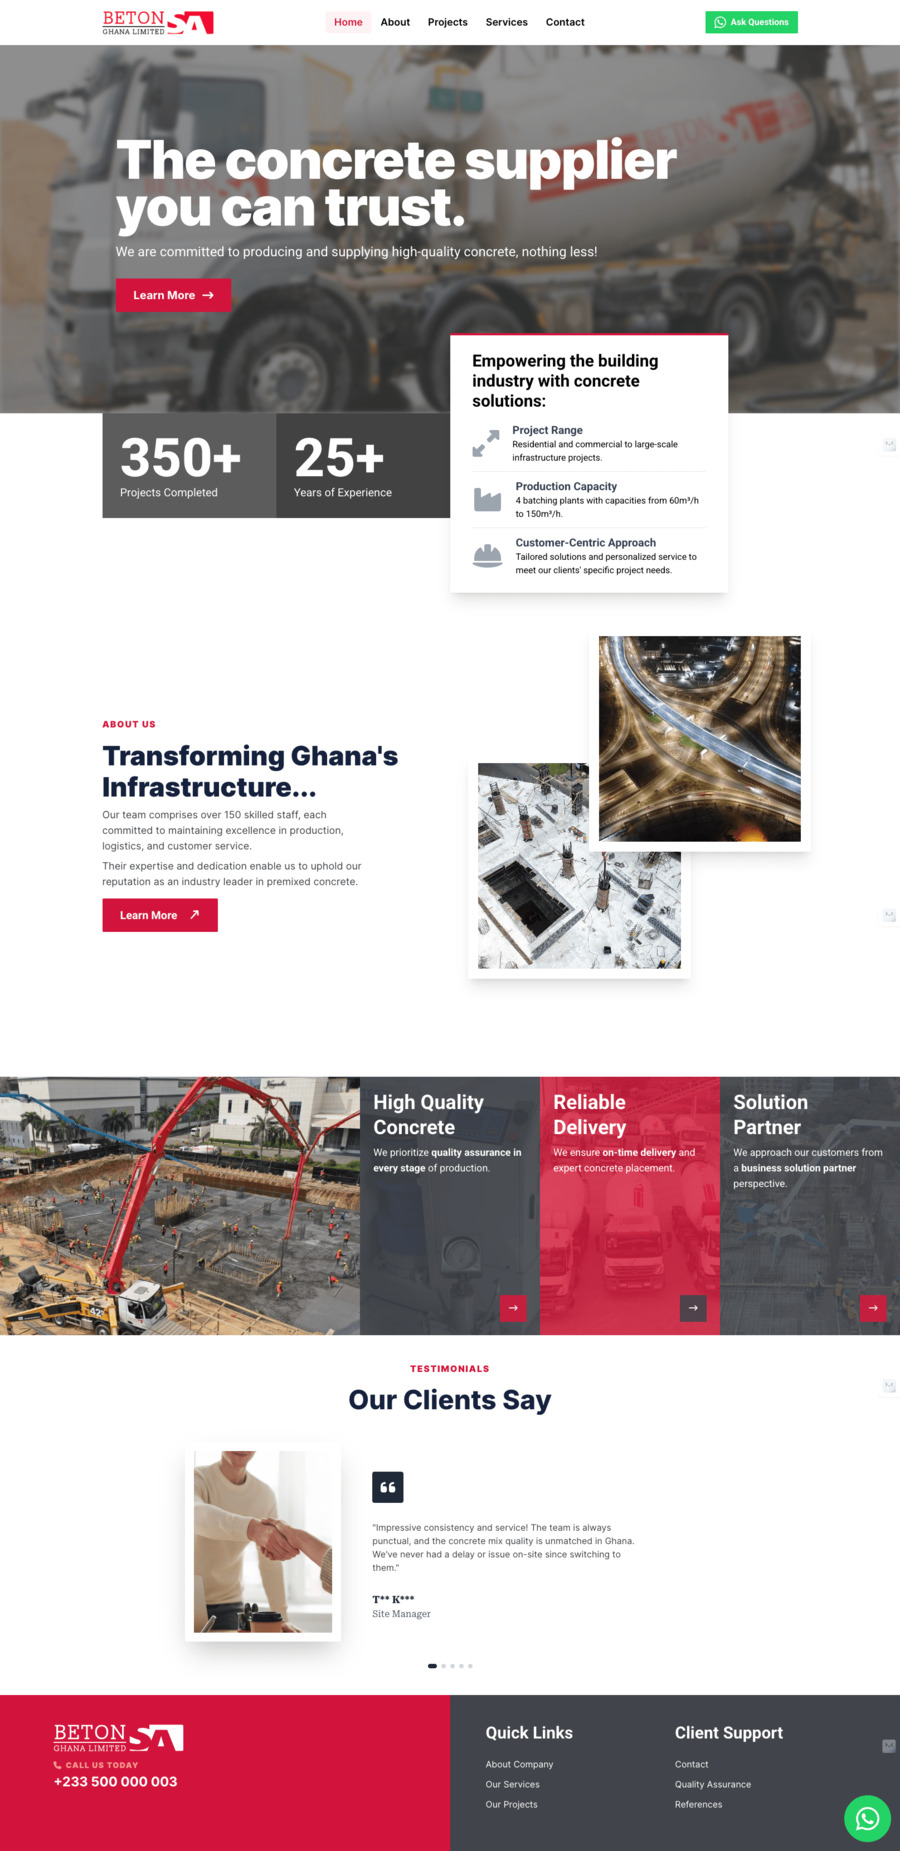 BETON SA
GHANA LIMITED
Home
About
Projects
Services
Contact
Ask Questions
BETON SA
The concrete supplier
you can trust.
We are committed to producing and supplying high-quality concrete, nothing less!
Learn More
Empowering the building
industry with concrete
solutions:
Project Range
Residential and commercial to large-scale
infrastructure projects.
Production Capacity
4 batching plants with capacities from 60m³/h
to 150m³/h.
Customer-Centric Approach
Tailored solutions and personalized service to
meet our clients' specific project needs.
350+
Projects Completed
25+
Years of Experience
ABOUT US
Transforming Ghana's
Infrastructure...
Our team comprises over 150 skilled staff, each
committed to maintaining excellence in production,
logistics, and customer service.
Their expertise and dedication enable us to uphold our
reputation as an industry leader in premixed concrete.
Learn More
High Quality
Concrete
We prioritize quality assurance in
every stage of production.
Reliable
Delivery
We ensure on-time delivery and
expert concrete placement.
Solution
Partner
We approach our customers from
a business solution partner
perspective.
TESTIMONIALS
Our Clients Say
"Impressive consistency and service! The team is always
punctual, and the concrete mix quality is unmatched in Ghana.
We've never had a delay or issue on-site since switching to
them."
T** K***
Site Manager
BETON SA
GHANA LIMITED
CALL US TODAY
+233 500 000 003
Quick Links
About Company
Our Services
Our Projects
Client Support
Contact
Quality Assurance
References